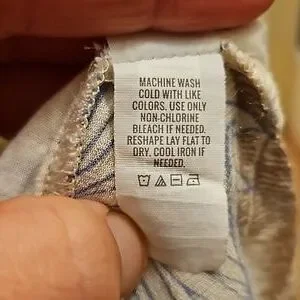 MACHINE WASH
COLD WITH LIKE
COLORS. USE ONLY
NON-CHLORINE
BLEACH IF NEEDED.
RESHAPE LAY FLAT TO
DRY. COOL IRON IF
NEEDED.